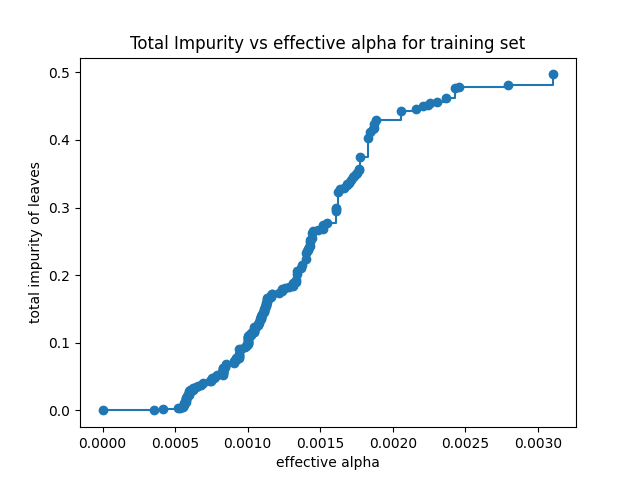 Total Impurity vs effective alpha for training set
0.5
0.4
0.3
0.2
0.1
0.0
total impurity of leaves
0.0000 0.0005 0.0010 0.0015 0.0020 0.0025 0.0030
effective alpha